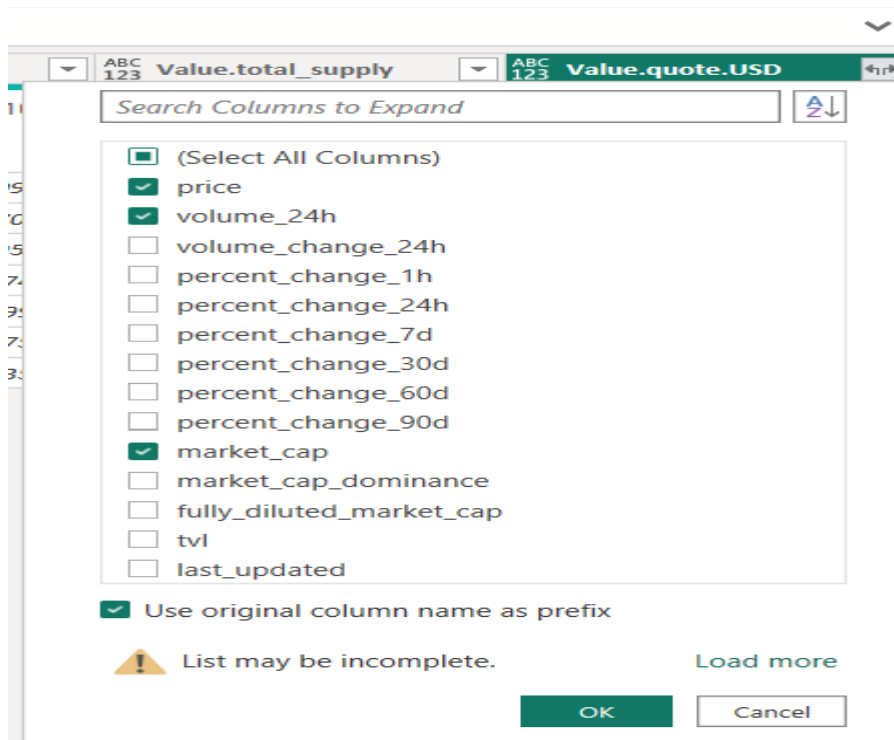 ABC
123 Value.total_supply
ABC
123 Value.quote.USD
Search Columns to Expand
A
Z
(Select All Columns)
price
volume_24h
volume_change_24h
percent_change_1h
percent_change_24h
percent_change_7d
percent_change_30d
percent_change_60d
percent_change_90d
market_cap
market_cap_dominance
fully_diluted_market_cap
tvl
last_updated
Use original column name as prefix
List may be incomplete.
Load more
OK
Cancel